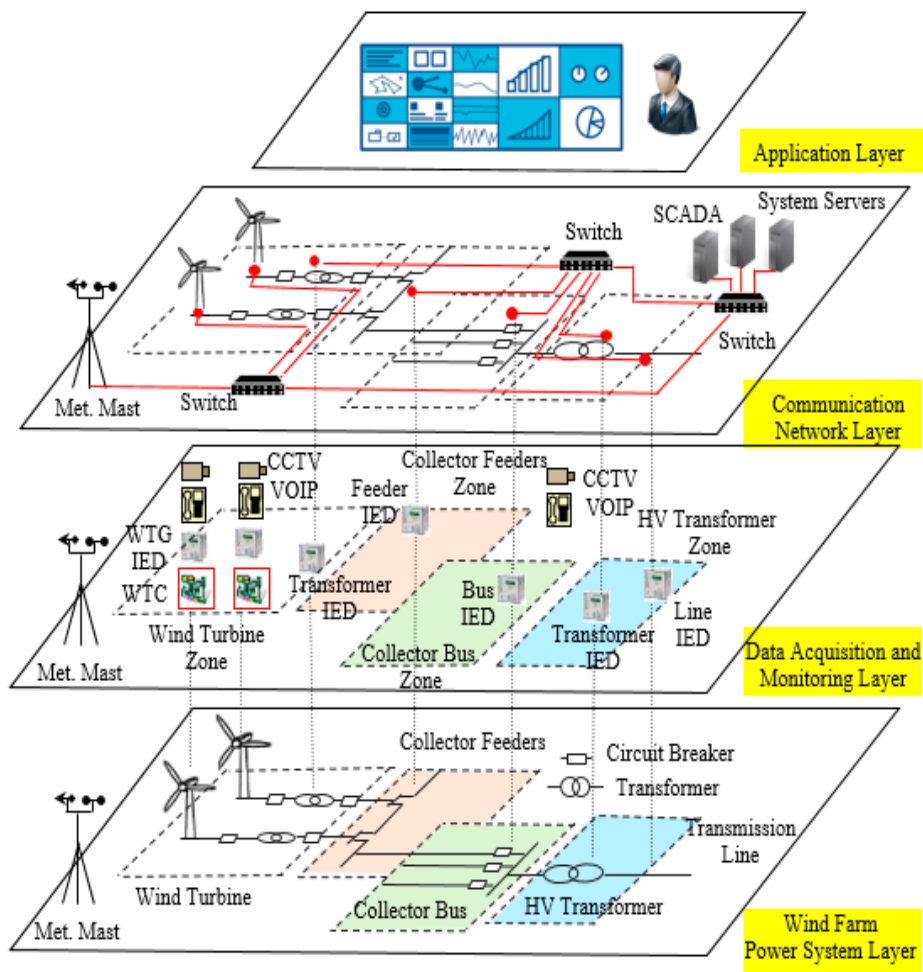 Application Layer
System Servers
SCADA
Switch
Switch
Met. Mast
Switch
Communication
Network Layer
CCTV
VOIP
Collector Feeders
Zone
CCTV
VOIP
Feeder
IED
HV Transformer
Zone
WTG
IED
WTC
Transformer
IED
Bus
IED
Transformer
IED
Line
IED
Wind Turbine
Zone
Collector Bus
Zone
Met. Mast
Data Acquisition and
Monitoring Layer
Collector Feeders
Circuit Breaker
Transformer
Transmission
Line
Wind Turbine
Collector Bus
HV Transformer
Met. Mast
Wind Farm
Power System Layer